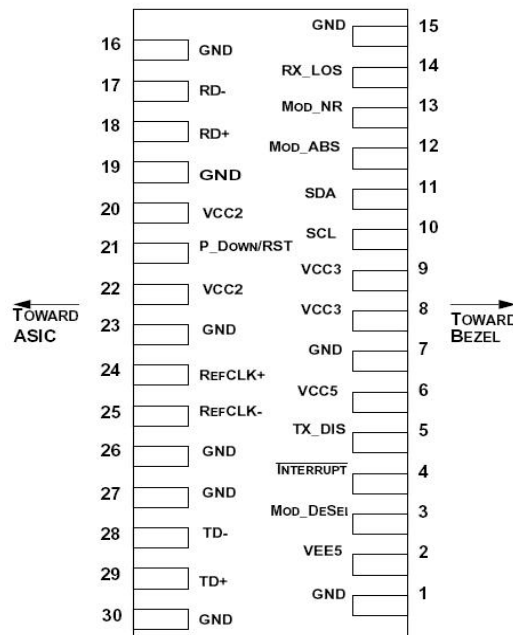 16 GND
17 RD-
18 RD+
19 GND
20 VCC2
21 P_DOWN/RST
22 VCC2
23 GND
24 REFCLK+
25 REFCLK-
26 GND
27 GND
28 TD-
29 TD+
30 GND
TOWARD
ASIC
GND 15
RX_LOS 14
MOD_NR 13
MOD_ABS 12
SDA 11
SCL 10
VCC3 9
VCC3 8
GND 7
VCC5 6
TX_DIS 5
INTERRUPT 4
MOD_DESEL 3
VEE5 2
GND 1
TOWARD
BEZEL